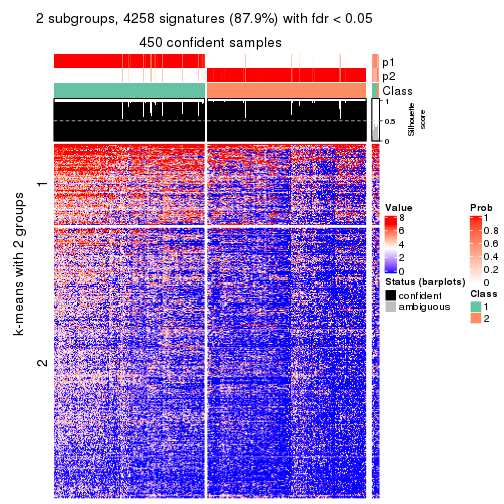 2 subgroups, 4258 signatures (87.9%) with fdr < 0.05
450 confident samples
p1
p2
Class
1
0.5
0
Silhouette
score
k-means with 2 groups
1
2
Value
8
6
4
2
0
Status (barplots)
confident
ambiguous
Prob
1
0.8
0.6
0.4
0.2
0
Class
1
2